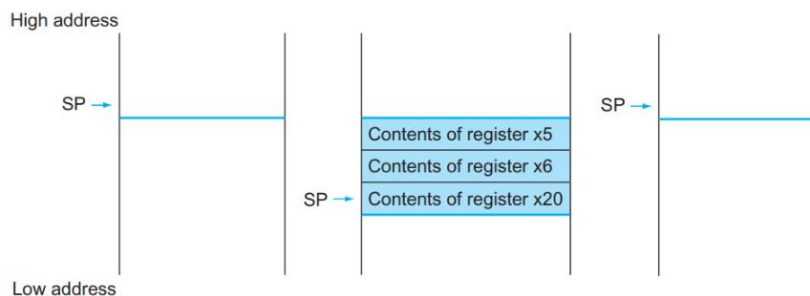 High address
SP
SP
Contents of register x5
Contents of register x6
SP
Contents of register x20
Low address